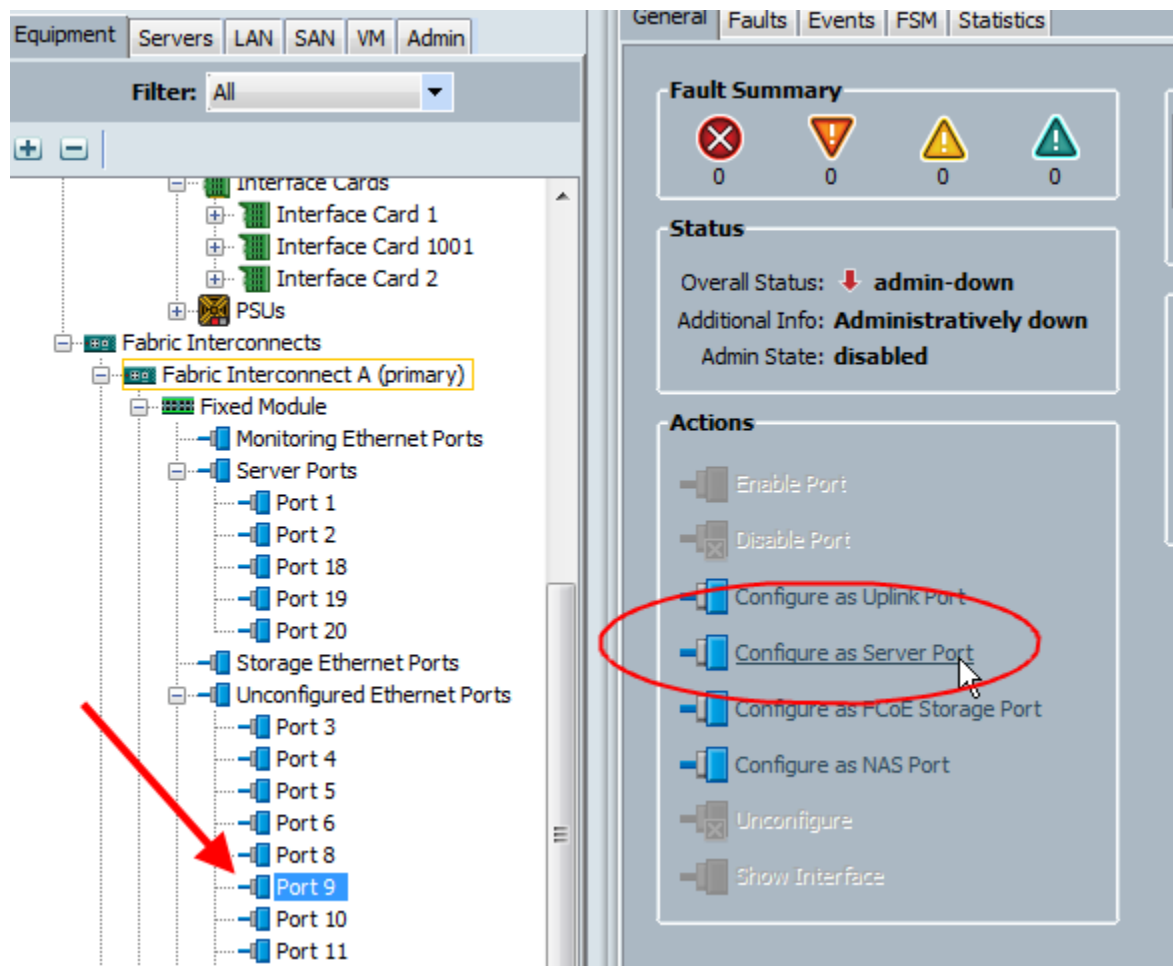 Equipment Servers LAN SAN VM Admin
Filter: All
Interface Cards
Interface Card 1
Interface Card 1001
Interface Card 2
PSUs
Fabric Interconnects
Fabric Interconnect A (primary)
Fixed Module
Monitoring Ethernet Ports
Server Ports
Port 1
Port 2
Port 18
Port 19
Port 20
Storage Ethernet Ports
Unconfigured Ethernet Ports
Port 3
Port 4
Port 5
Port 6
Port 8
Port 9
Port 10
Port 11
General Faults Events FSM Statistics
Fault Summary
0 0 0 0
Status
Overall Status: admin-down
Additional Info: Administratively down
Admin State: disabled
Actions
Enable Port
Disable Port
Configure as Uplink Port
Configure as Server Port
Configure as FCoE Storage Port
Configure as NAS Port
Unconfigure
Show Interface